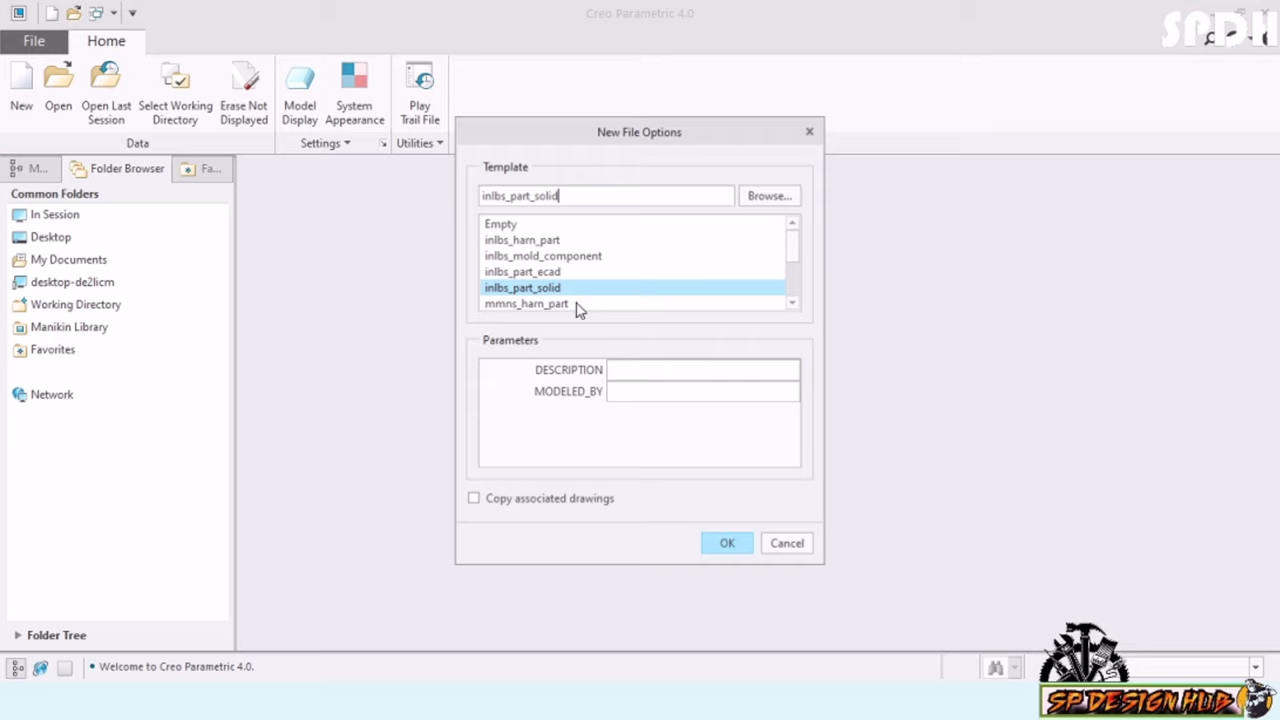 Creo Parametric 4.0
SPDH
File
Home
New
Open
Open Last
Session
Select Working
Directory
Erase Not
Displayed
Model
Display
System
Appearance
Play
Trail File
Data
Settings
Utilities
M...
Folder Browser
Fa...
Common Folders
In Session
Desktop
My Documents
desktop-de2licm
Working Directory
Manikin Library
Favorites
Network
Folder Tree
New File Options
Template
inlbs_part_solid
Browse...
Empty
inlbs_harn_part
inlbs_mold_component
inlbs_part_ecad
inlbs_part_solid
mmns_harn_part
Parameters
DESCRIPTION
MODELED_BY
Copy associated drawings
OK
Cancel
• Welcome to Creo Parametric 4.0.
SP DESIGN HUB